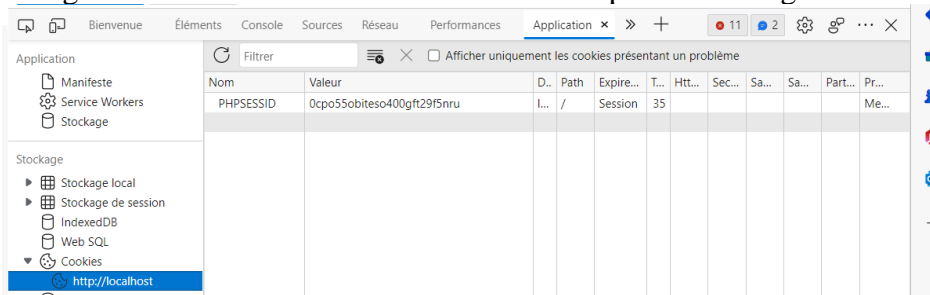 Bienvenue Éléments Console Sources Réseau Performances Application × » + 11 2 ··· ×
Application
Filtrer Afficher uniquement les cookies présentant un problème
Manifeste
Service Workers
Stockage
Nom Valeur D... Path Expire... T... Htt... Sec... Sa... Sa... Part... Pr...
PHPSESSID 0cpo55obiteso400gft29f5nru l... / Session 35 Me...
Stockage
Stockage local
Stockage de session
IndexedDB
Web SQL
Cookies
http://localhost